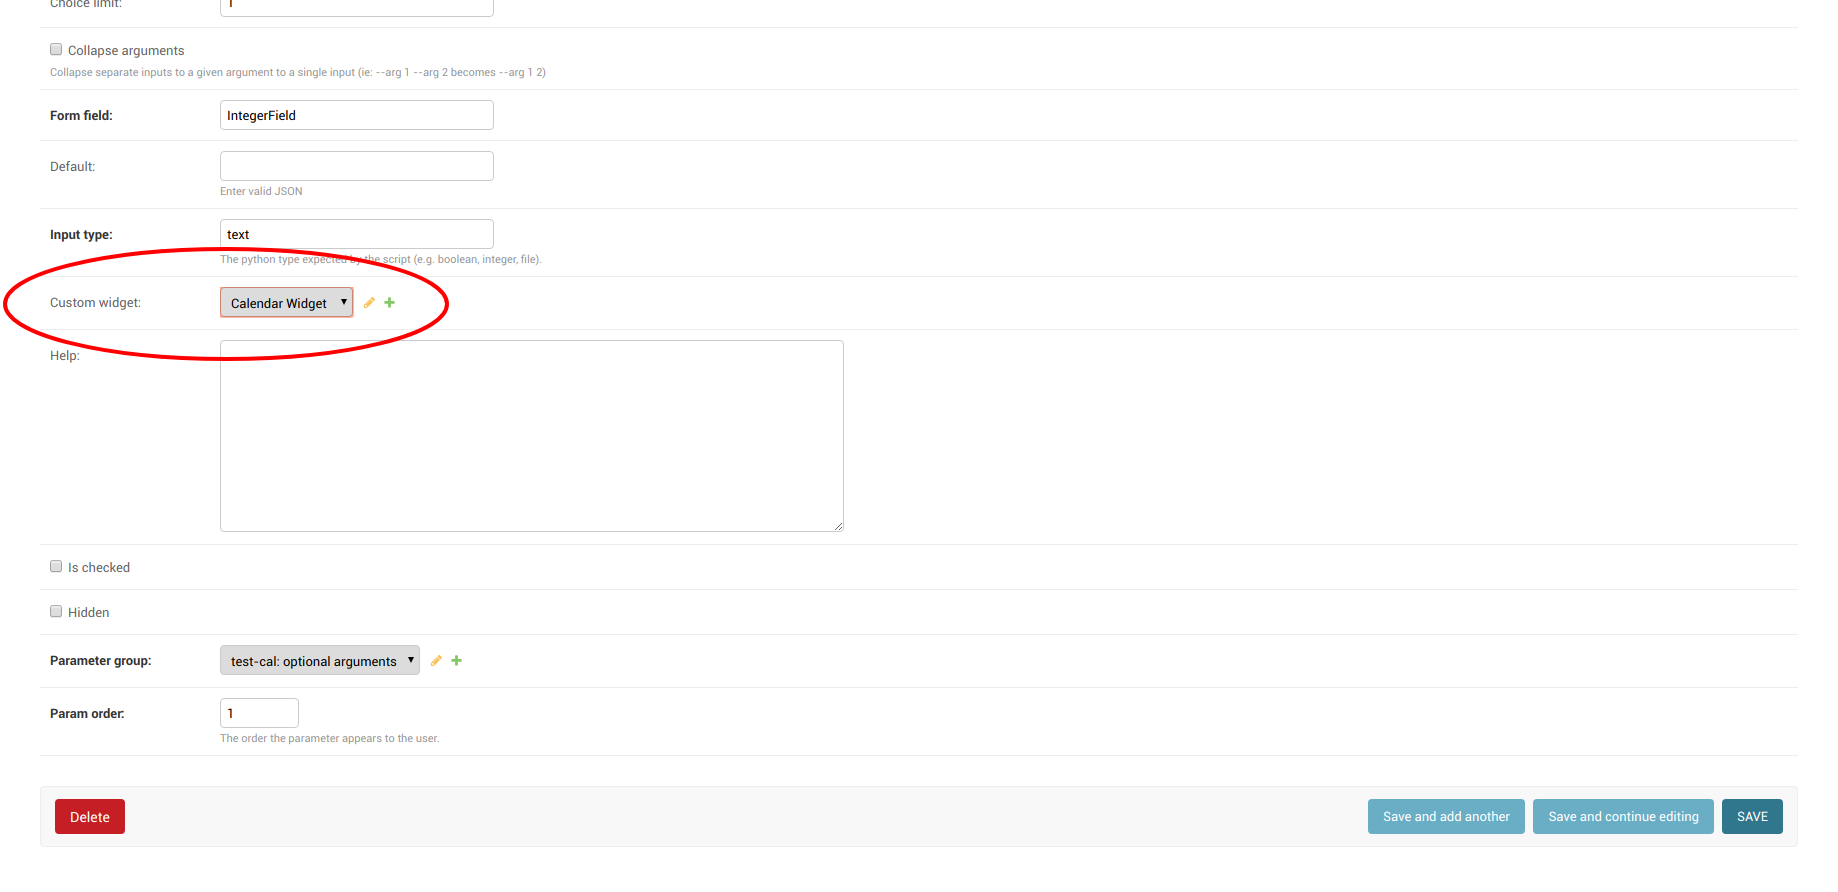 Choice limit:
1
Collapse arguments
Collapse separate inputs to a given argument to a single input (ie: --arg 1 --arg 2 becomes --arg 1 2)
Form field:
IntegerField
Default:
Enter valid JSON
Input type:
text
The python type expected by the script (e.g. boolean, integer, file).
Custom widget:
Calendar Widget
Help:
Is checked
Hidden
Parameter group:
test-cal: optional arguments
Param order:
1
The order the parameter appears to the user.
Delete
Save and add another
Save and continue editing
SAVE